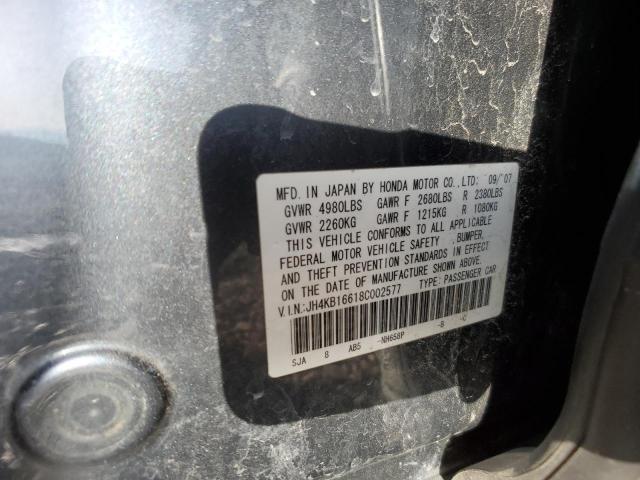 MFD. IN JAPAN BY HONDA MOTOR CO., LTD: 09/'07
GVWR 4980LBS GAWR F 2680LBS R 2380LBS
GVWR 2260KG GAWR F 1215KG R 1080KG
THIS VEHICLE CONFORMS TO ALL APPLICABLE
FEDERAL MOTOR VEHICLE SAFETY , BUMPER,
AND THEFT PREVENTION STANDARDS IN EFFECT
ON THE DATE OF MANUFACTURE SHOWN ABOVE.
V.I.N.:JH4KB16618C002577 TYPE: PASSENGER CAR
SJA 8 AB5 -NH658P -B -C